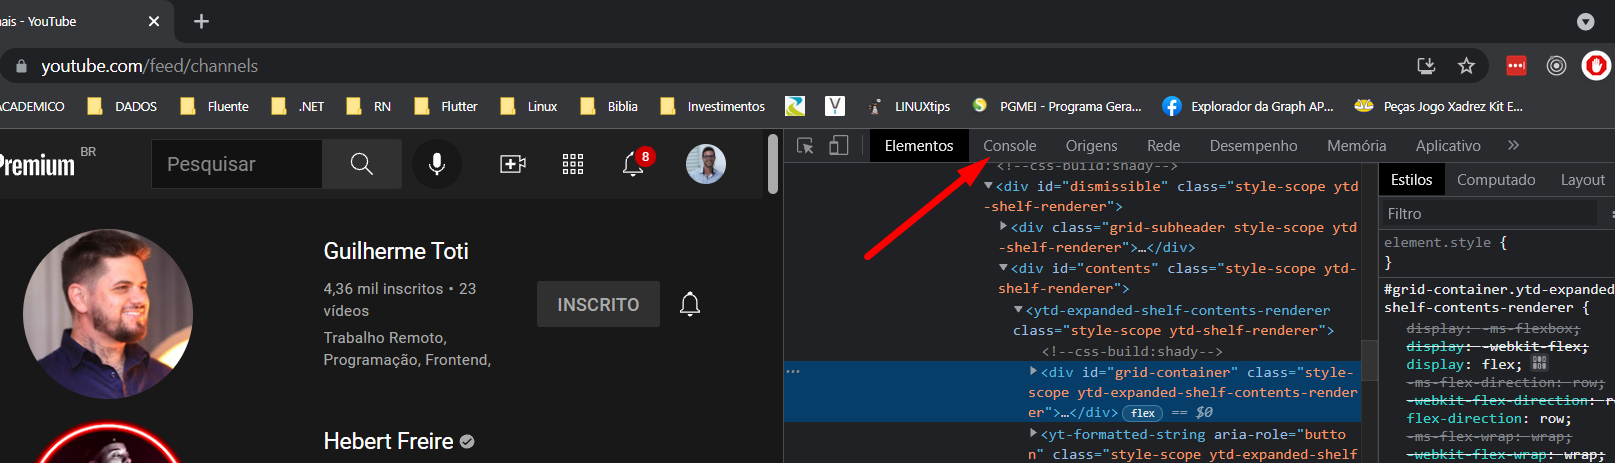 ais - YouTube
youtube.com/feed/channels
ACADEMICO DADOS Fluente .NET RN Flutter Linux Biblia Investimentos LINUXtips PGMEI - Programa Gera... Explorador da Graph AP... Peças Jogo Xadrez Kit E...
Premium BR
Pesquisar
8
Elementos Console Origens Rede Desempenho Memória Aplicativo »
<!--css-build:shady-->
<div id="dismissible" class="style-scope ytd
-shelf-renderer">
<div class="grid-subheader style-scope ytd
-shelf-renderer">…</div>
<div id="contents" class="style-scope ytd-
shelf-renderer">
<ytd-expanded-shelf-contents-renderer
class="style-scope ytd-shelf-renderer">
<!--css-build:shady-->
<div id="grid-container" class="style-
scope ytd-expanded-shelf-contents-render
er">…</div> flex == $0
<yt-formatted-string aria-role="butto
n" class="style-scope ytd-expanded-shelf
Estilos Computado Layout
Filtro
element.style {
}
#grid-container.ytd-expanded
shelf-contents-renderer {
display: -ms-flexbox;
display: -webkit-flex;
display: flex;
-ms-flex-direction: row;
-webkit-flex-direction: r
flex-direction: row;
-ms-flex-wrap: wrap;
-webkit-flex-wrap: wrap;
Guilherme Toti
4,36 mil inscritos • 23
vídeos
Trabalho Remoto,
Programação, Frontend,
INSCRITO
Hebert Freire